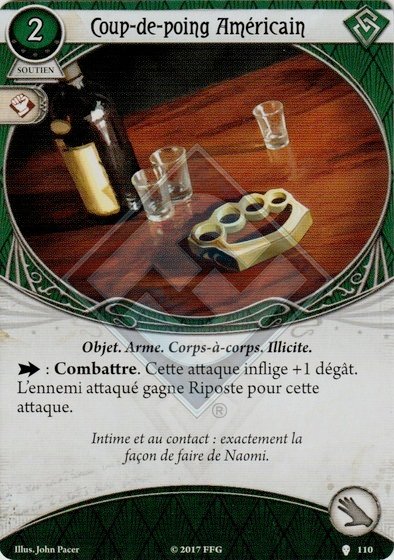 Coup-de-poing Américain
2
SOUTIEN
Objet. Arme. Corps-à-corps. Illicite.
: Combattre. Cette attaque inflige +1 dégât.
L'ennemi attaqué gagne Riposte pour cette
attaque.
®
Intime et au contact : exactement la
façon de faire de Naomi.
Illus. John Pacer © 2017 FFG 110